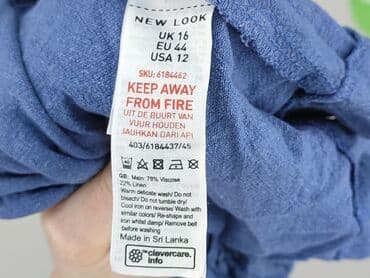 NEW LOOK
UK 16
EU 44
USA 12
SKU: 6184462
KEEP AWAY
FROM FIRE
UIT DE BUURT VAN
VUUR HOUDEN
JAUHKAN DARI API
403/6184437/45
GB: Main: 78% Viscose
22% Linen
Warm delicate wash/ Do not
bleach/ Do not tumble dry/
Cool iron on reverse/ Wash with
similar colors/ Re-shape and
iron whilst damp/ Remove belt
before washing
Made in Sri Lanka
clevercare.
info